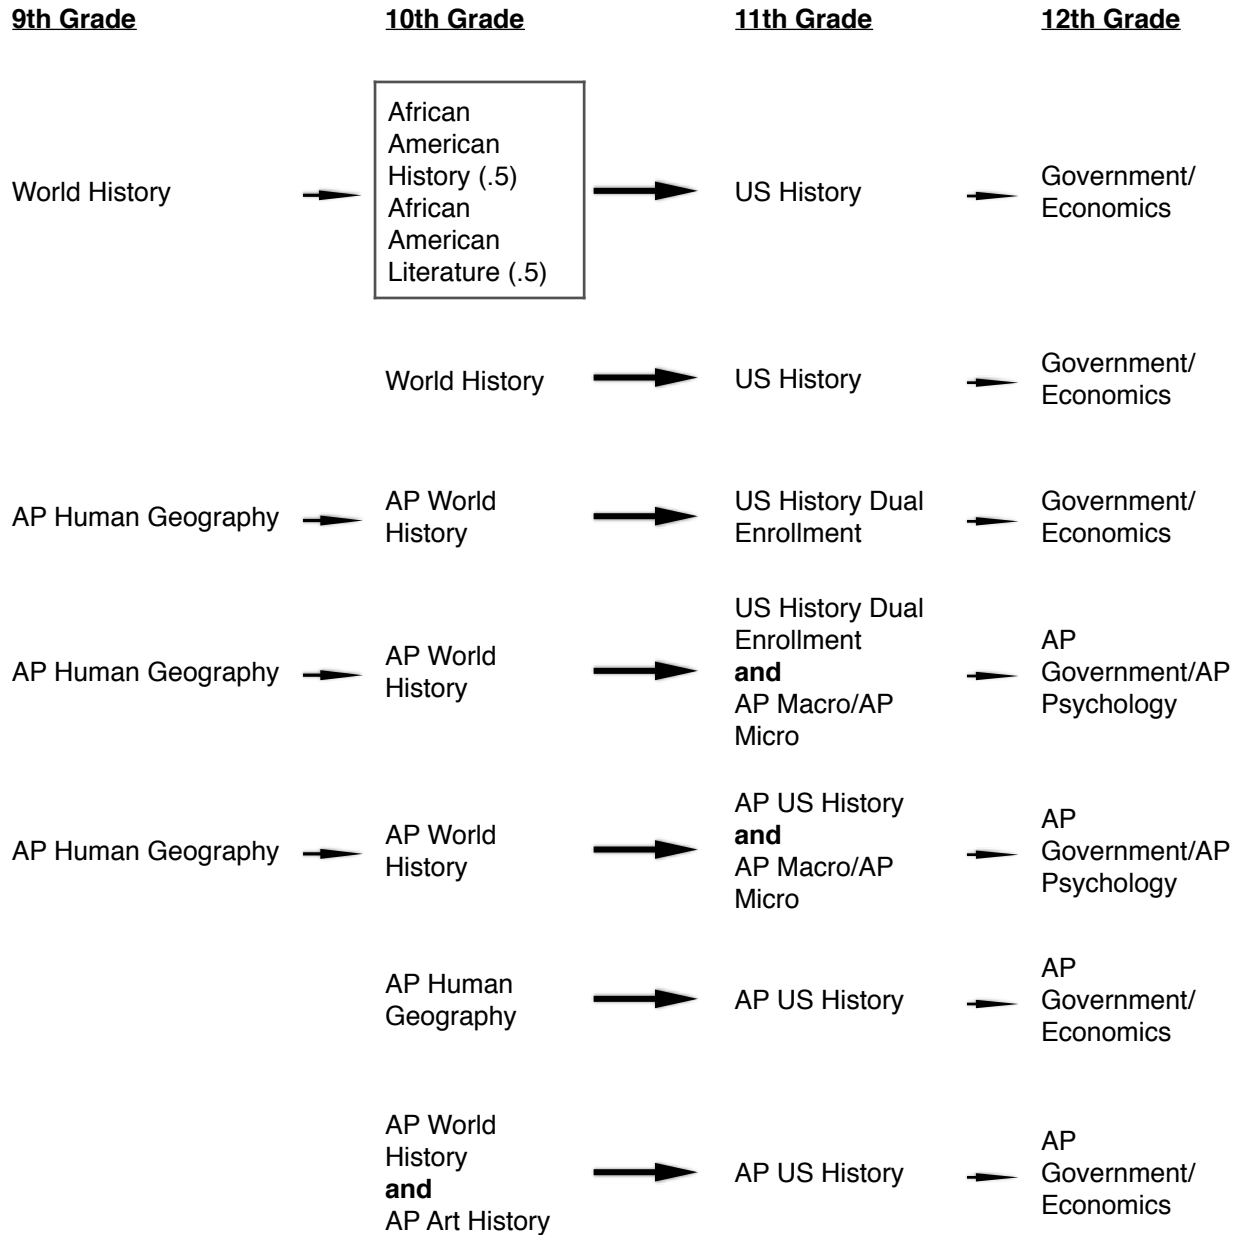 9th Grade 10th Grade 11th Grade 12th Grade
World History
African
American
History (.5)
African
American
Literature (.5)
US History
Government/
Economics
World History
US History
Government/
Economics
AP Human Geography
AP World
History
US History Dual
Enrollment
Government/
Economics
AP Human Geography
AP World
History
US History Dual
Enrollment
and
AP Macro/AP
Micro
AP
Government/AP
Psychology
AP Human Geography
AP World
History
AP US History
and
AP Macro/AP
Micro
AP
Government/AP
Psychology
AP Human
Geography
AP US History
AP
Government/
Economics
AP World
History
and
AP Art History
AP US History
AP
Government/
Economics